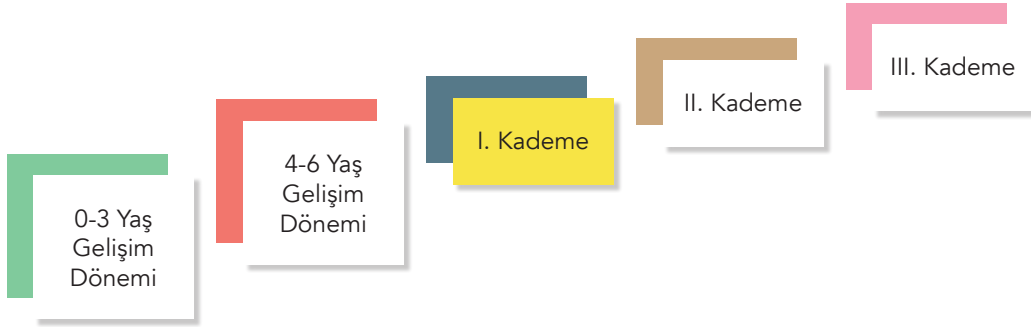 0-3 Yaş
Gelişim
Dönemi
4-6 Yaş
Gelişim
Dönemi
I. Kademe
II. Kademe
III. Kademe